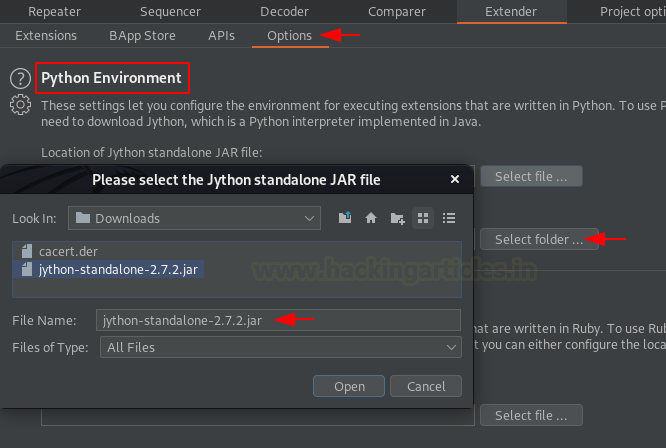 Repeater Sequencer Decoder Comparer Extender Project opti
Extensions BApp Store APIs Options
? Python Environment
These settings let you configure the environment for executing extensions that are written in Python. To use P
need to download Jython, which is a Python interpreter implemented in Java.
Location of Jython standalone JAR file:
Select file ...
Please select the Jython standalone JAR file ×
Look In: Downloads
Select folder ...
cacert.der
jython-standalone-2.7.2.jar
www.hackingarticles.in
File Name: jython-standalone-2.7.2.jar
hat are written in Ruby. To use Rub
Files of Type: All Files
t you can either configure the loca
Open Cancel
Select file ...